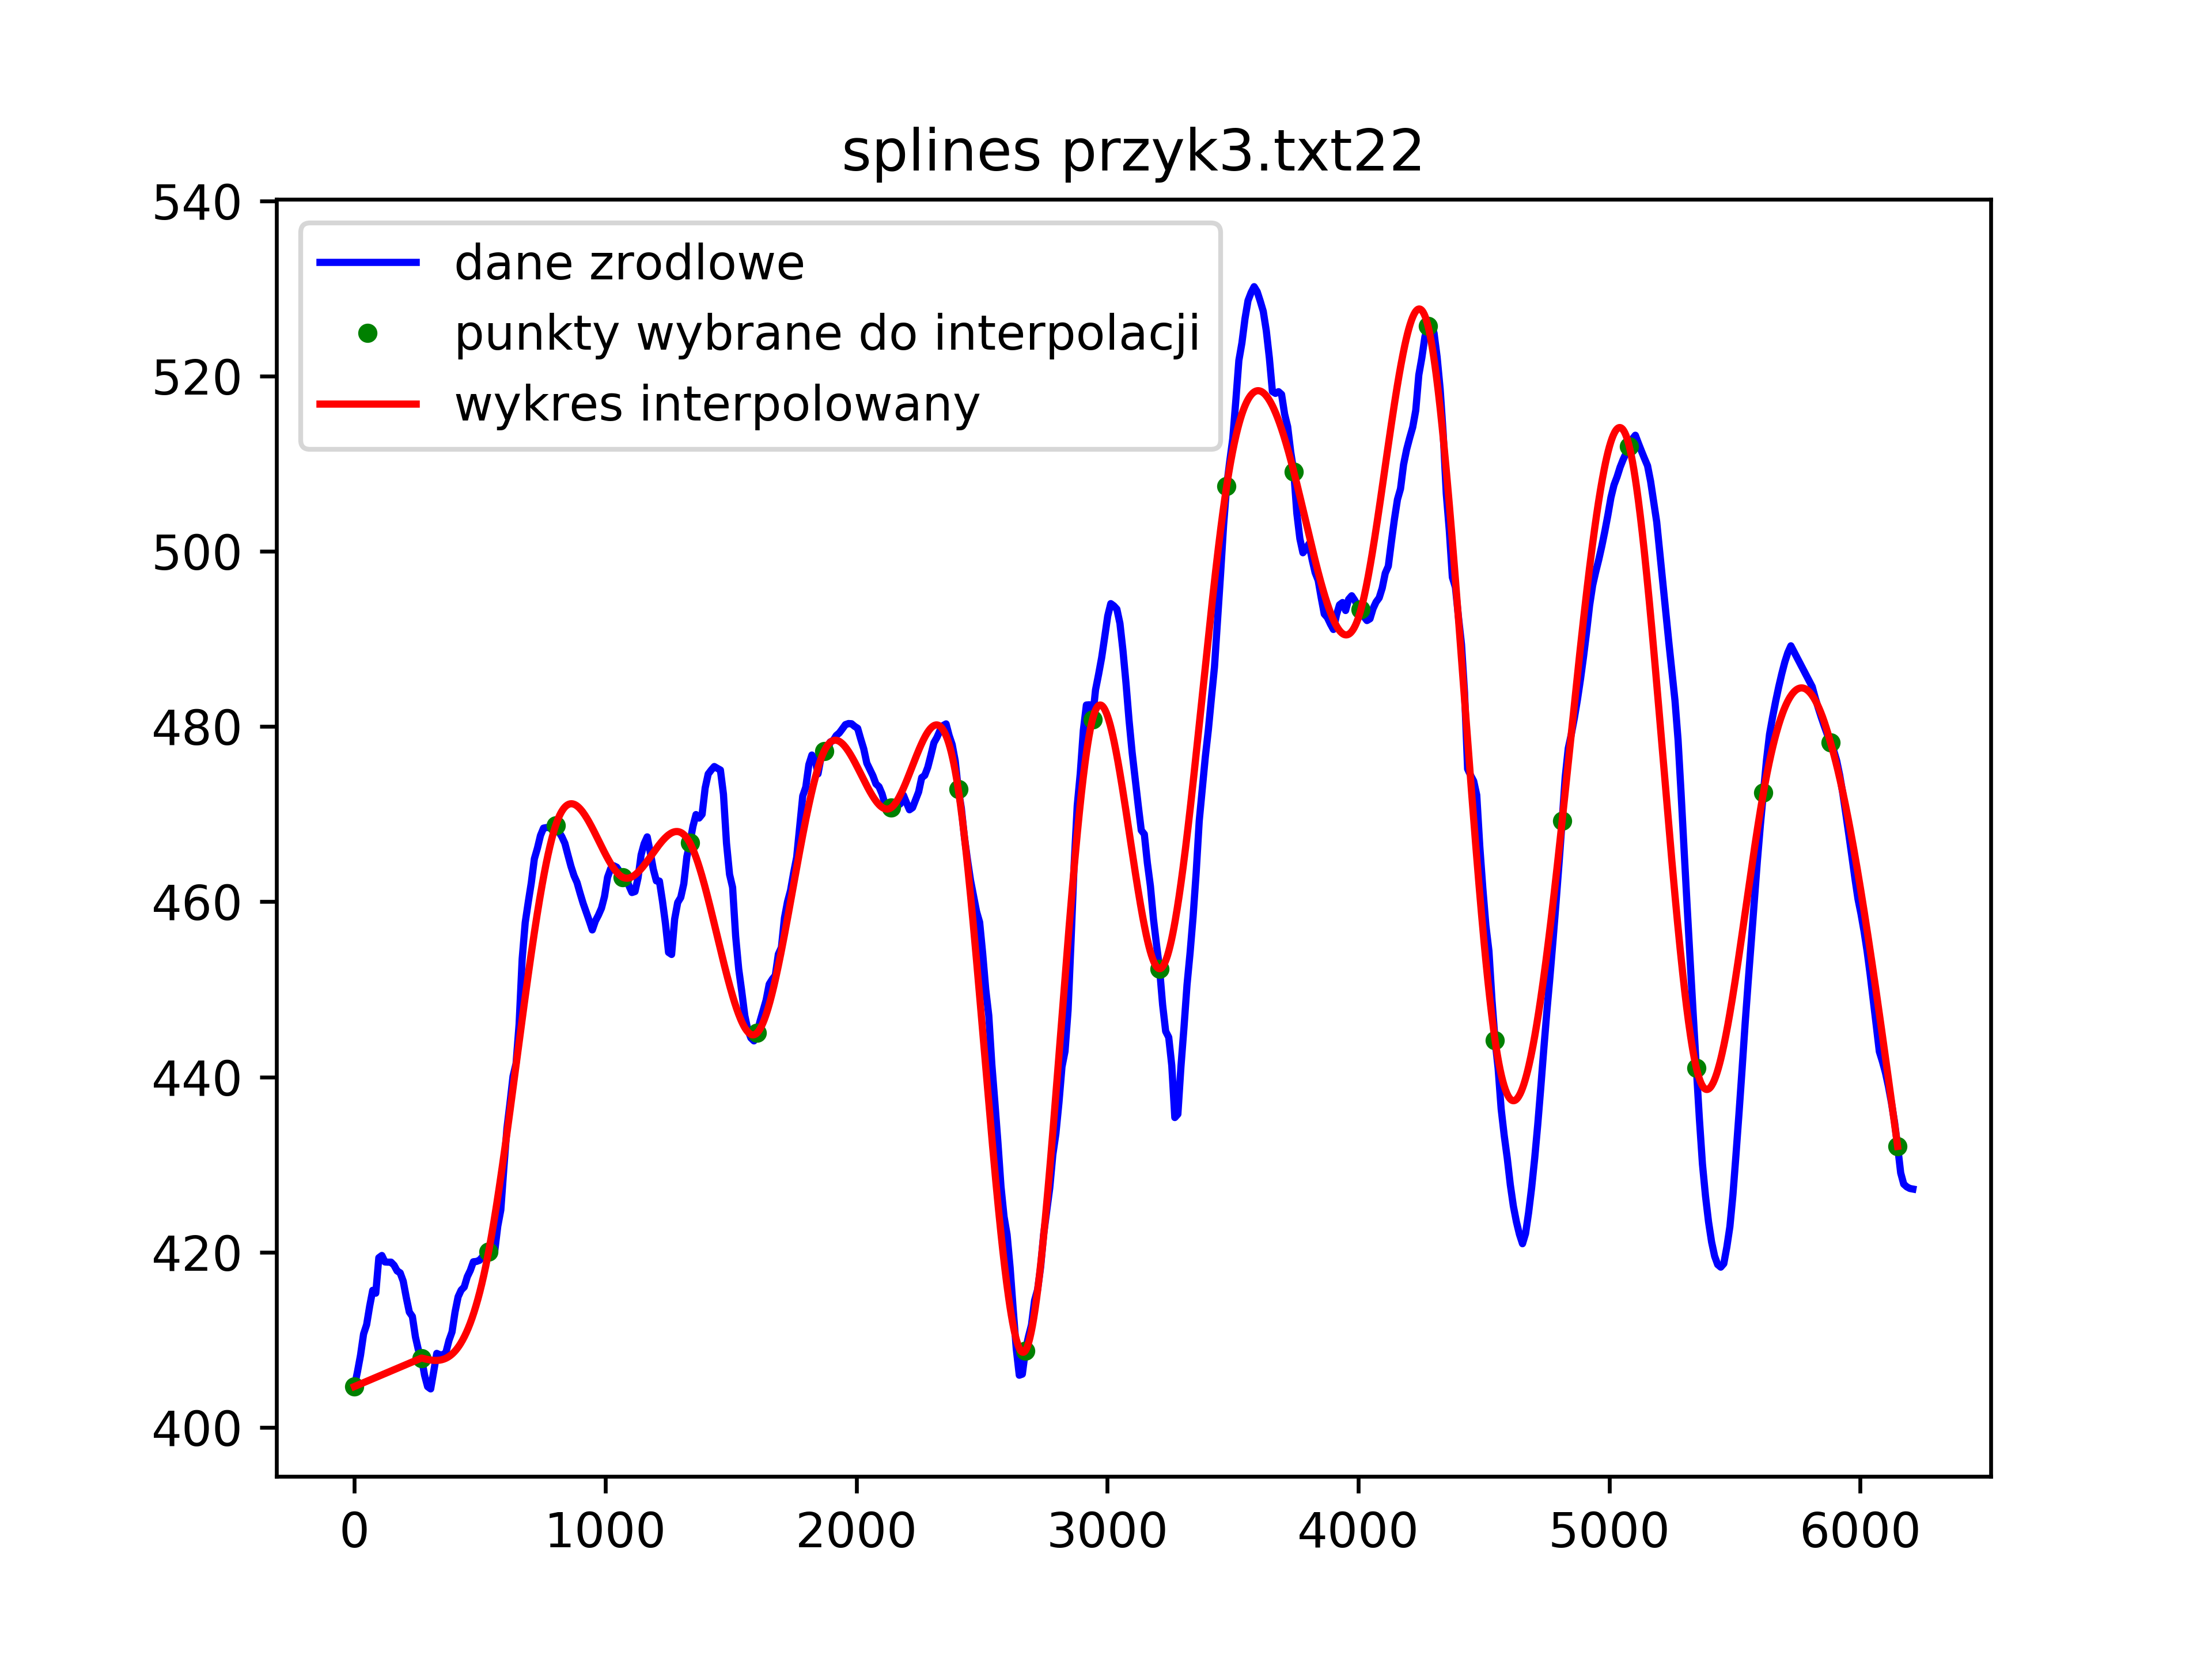 splines przyk3.txt22
540
520
500
480
460
440
420
400
dane zrodlowe
punkty wybrane do interpolacji
wykres interpolowany
0 1000 2000 3000 4000 5000 6000